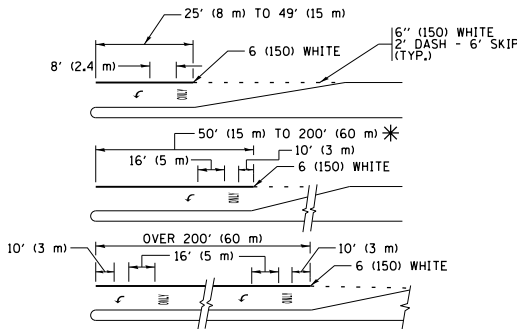 25' (8 m) TO 49' (15 m)
6'' (150) WHITE
2' DASH - 6' SKIP
(TYP.)
6 (150) WHITE
8' (2.4 m)
ONLY
50' (15 m) TO 200' (60 m) ✳
10' (3 m)
16' (5 m)
6 (150) WHITE
ONLY
OVER 200' (60 m)
10' (3 m)
16' (5 m)
10' (3 m)
6 (150) WHITE
ONLY
ONLY